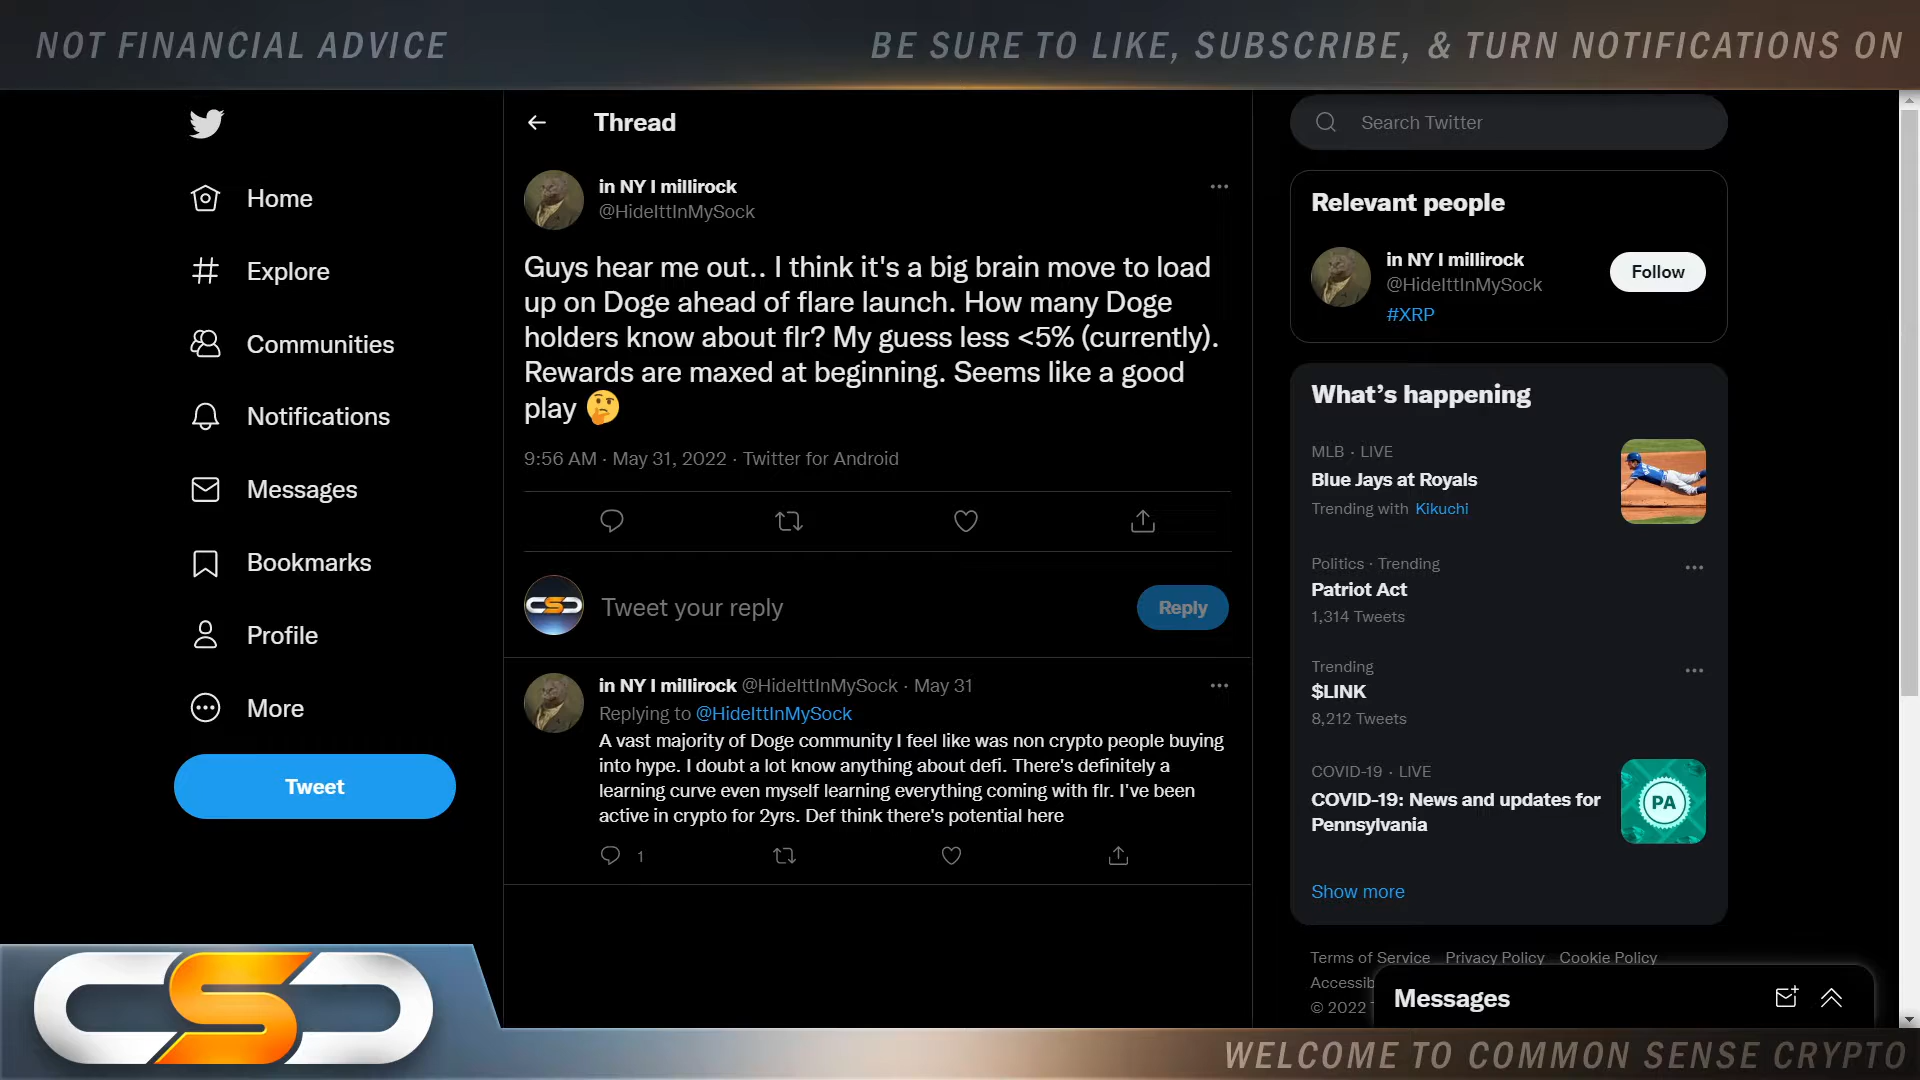 NOT FINANCIAL ADVICE
BE SURE TO LIKE, SUBSCRIBE, & TURN NOTIFICATIONS ON
Home
Explore
Communities
Notifications
Messages
Bookmarks
Profile
More
Tweet
Thread
in NY I millirock
@HideIttInMySock
Guys hear me out.. I think it's a big brain move to load
up on Doge ahead of flare launch. How many Doge
holders know about flr? My guess less <5% (currently).
Rewards are maxed at beginning. Seems like a good
play 🤔
9:56 AM · May 31, 2022 · Twitter for Android
Tweet your reply
Reply
in NY I millirock @HideIttInMySock · May 31
Replying to @HideIttInMySock
A vast majority of Doge community I feel like was non crypto people buying
into hype. I doubt a lot know anything about defi. There's definitely a
learning curve even myself learning everything coming with flr. I've been
active in crypto for 2yrs. Def think there's potential here
1
Search Twitter
Relevant people
in NY I millirock
@HideIttInMySock
Follow
#XRP
What's happening
MLB · LIVE
Blue Jays at Royals
Trending with Kikuchi
Politics · Trending
Patriot Act
1,314 Tweets
Trending
$LINK
8,212 Tweets
COVID-19 · LIVE
COVID-19: News and updates for
Pennsylvania
PA
Show more
Terms of Service Privacy Policy Cookie Policy
Accessib
© 2022
Messages
CSC
WELCOME TO COMMON SENSE CRYPTO